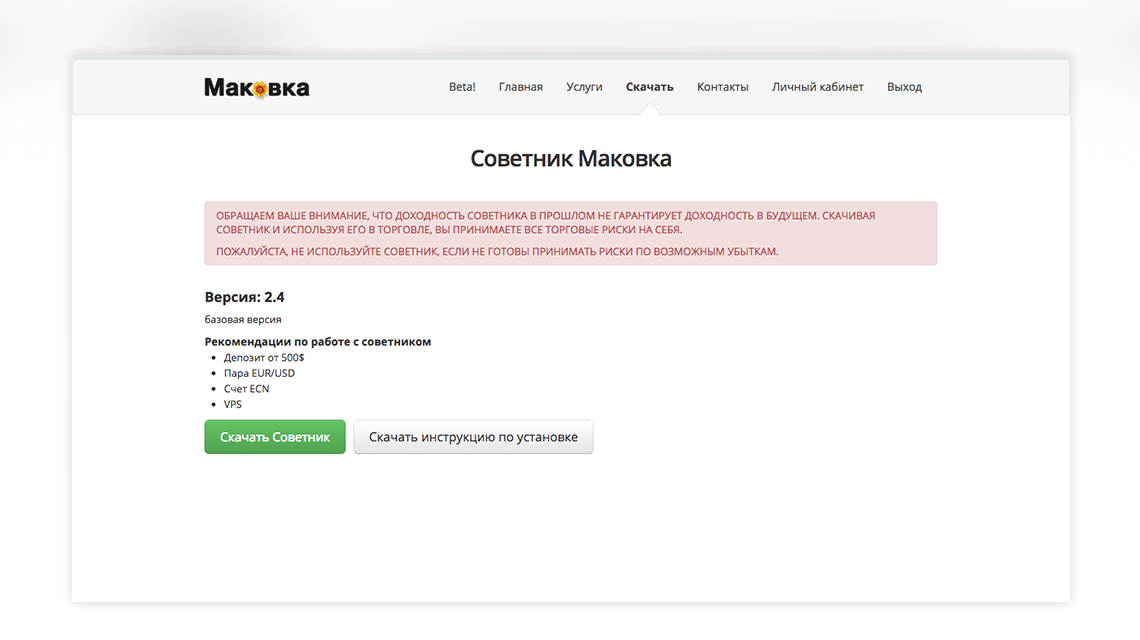 Маковка
Beta! Главная Услуги Скачать Контакты Личный кабинет Выход
Советник Маковка
ОБРАЩАЕМ ВАШЕ ВНИМАНИЕ, ЧТО ДОХОДНОСТЬ СОВЕТНИКА В ПРОШЛОМ НЕ ГАРАНТИРУЕТ ДОХОДНОСТЬ В БУДУЩЕМ. СКАЧИВАЯ
СОВЕТНИК И ИСПОЛЬЗУЯ ЕГО В ТОРГОВЛЕ, ВЫ ПРИНИМАЕТЕ ВСЕ ТОРГОВЫЕ РИСКИ НА СЕБЯ.
ПОЖАЛУЙСТА, НЕ ИСПОЛЬЗУЙТЕ СОВЕТНИК, ЕСЛИ НЕ ГОТОВЫ ПРИНИМАТЬ РИСКИ ПО ВОЗМОЖНЫМ УБЫТКАМ.
Версия: 2.4
базовая версия
Рекомендации по работе с советником
• Депозит от 500$
• Пара EUR/USD
• Счет ECN
• VPS
Скачать Советник Скачать инструкцию по установке